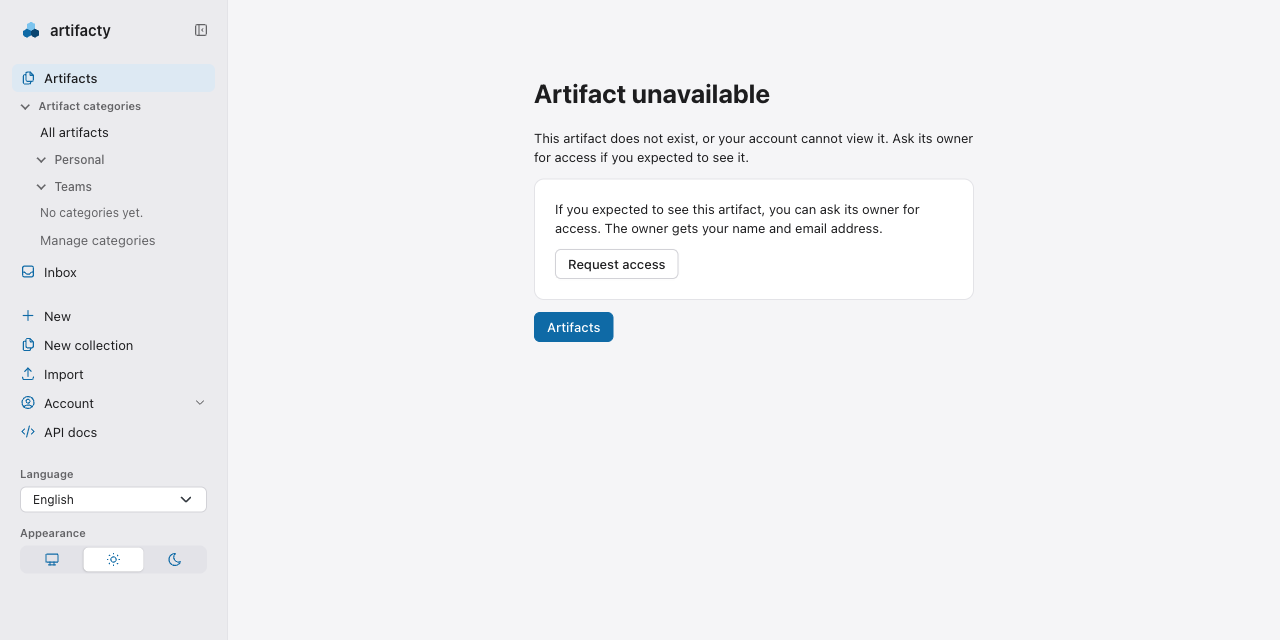 artifacty
Artifacts
Artifact categories
All artifacts
Personal
Teams
No categories yet.
Manage categories
Inbox
New
New collection
Import
Account
API docs
Language
English
Appearance
Artifact unavailable
This artifact does not exist, or your account cannot view it. Ask its owner
for access if you expected to see it.
If you expected to see this artifact, you can ask its owner for
access. The owner gets your name and email address.
Request access
Artifacts